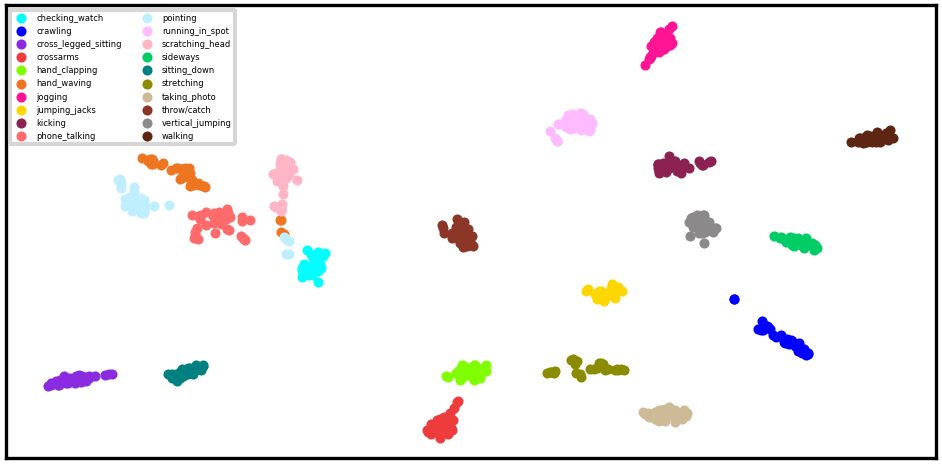 checking_watch
crawling
cross_legged_sitting
crossarms
hand_clapping
hand_waving
jogging
jumping_jacks
kicking
phone_talking
pointing
running_in_spot
scratching_head
sideways
sitting_down
stretching
taking_photo
throw/catch
vertical_jumping
walking